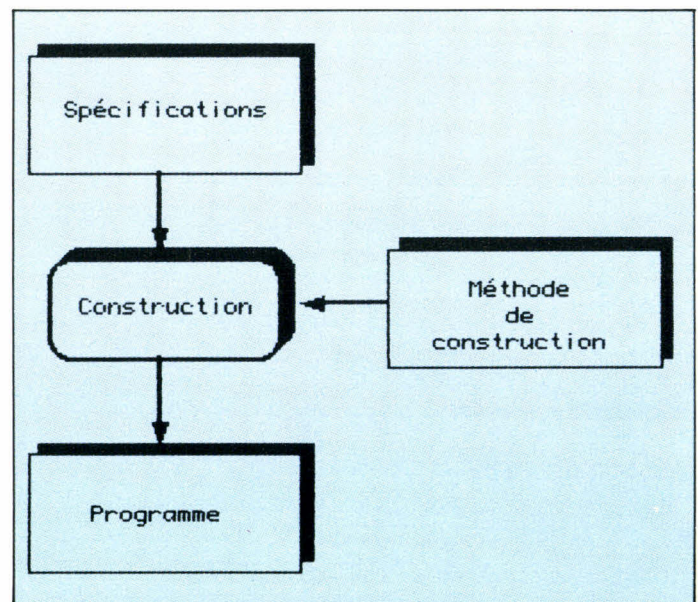 Spécifications
Construction
Méthode
de
construction
Programme